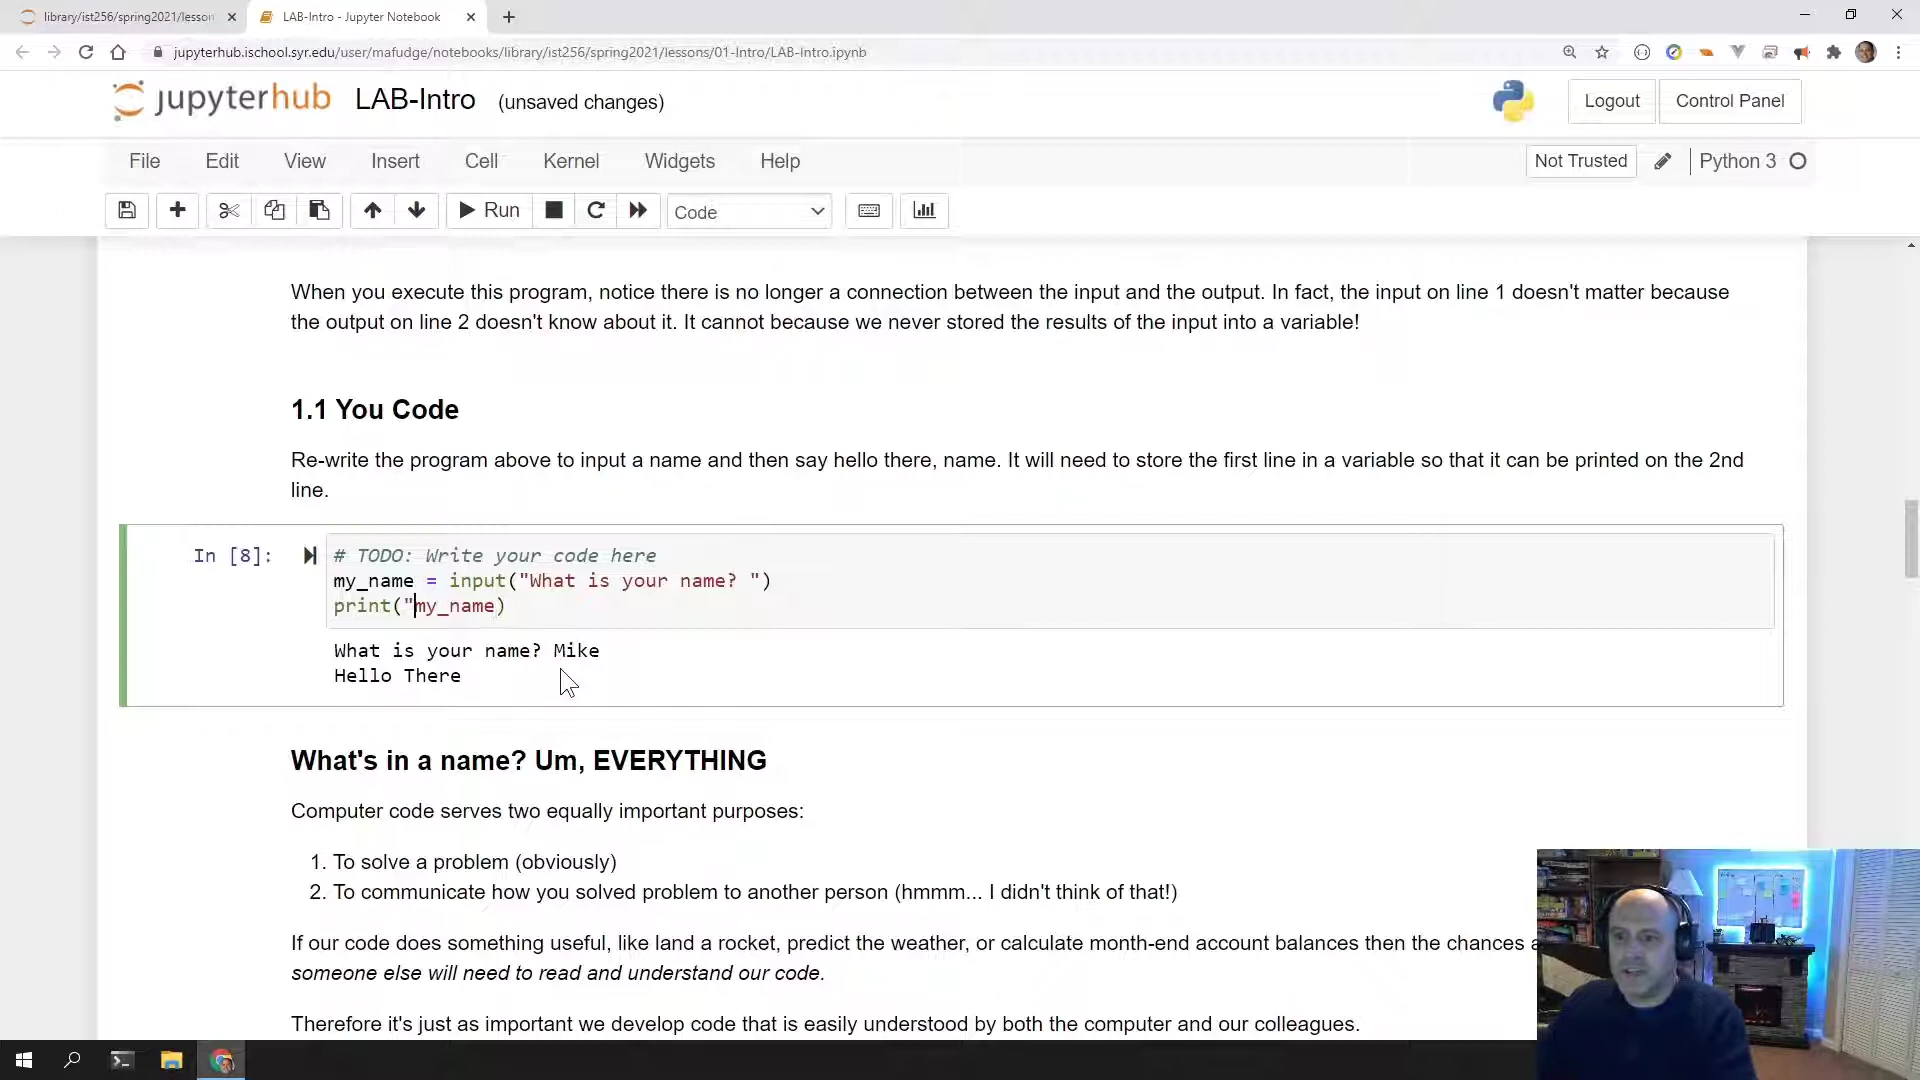 library/ist256/spring2021/lesson
LAB-Intro - Jupyter Notebook
jupyterhub.ischool.syr.edu/user/mafudge/notebooks/library/ist256/spring2021/lessons/01-Intro/LAB-Intro.ipynb
jupyterhub LAB-Intro (unsaved changes)
Logout Control Panel
File Edit View Insert Cell Kernel Widgets Help
Not Trusted Python 3
Run Code
When you execute this program, notice there is no longer a connection between the input and the output. In fact, the input on line 1 doesn't matter because
the output on line 2 doesn't know about it. It cannot because we never stored the results of the input into a variable!
1.1 You Code
Re-write the program above to input a name and then say hello there, name. It will need to store the first line in a variable so that it can be printed on the 2nd
line.
In [8]: # TODO: Write your code here
my_name = input("What is your name? ")
print("my_name)
What is your name? Mike
Hello There
What's in a name? Um, EVERYTHING
Computer code serves two equally important purposes:
1. To solve a problem (obviously)
2. To communicate how you solved problem to another person (hmmm... I didn't think of that!)
If our code does something useful, like land a rocket, predict the weather, or calculate month-end account balances then the chances
someone else will need to read and understand our code.
Therefore it's just as important we develop code that is easily understood by both the computer and our colleagues.